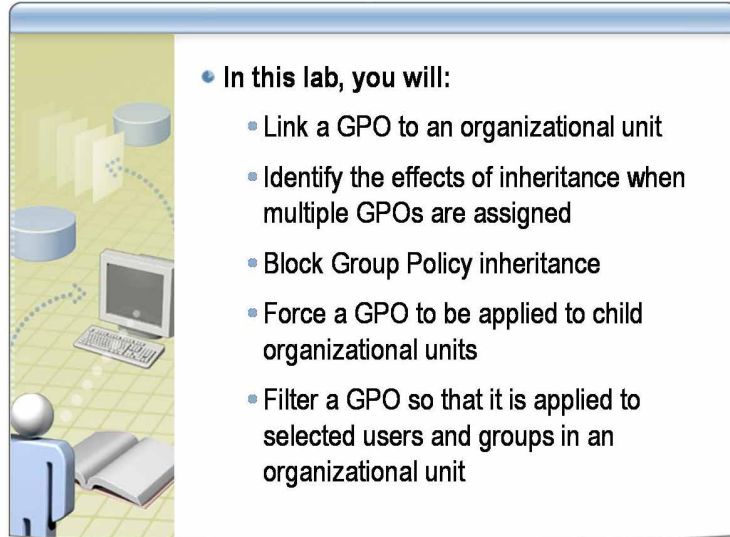 In this lab, you will:
Link a GPO to an organizational unit
Identify the effects of inheritance when
multiple GPOs are assigned
Block Group Policy inheritance
Force a GPO to be applied to child
organizational units
Filter a GPO so that it is applied to
selected users and groups in an
organizational unit